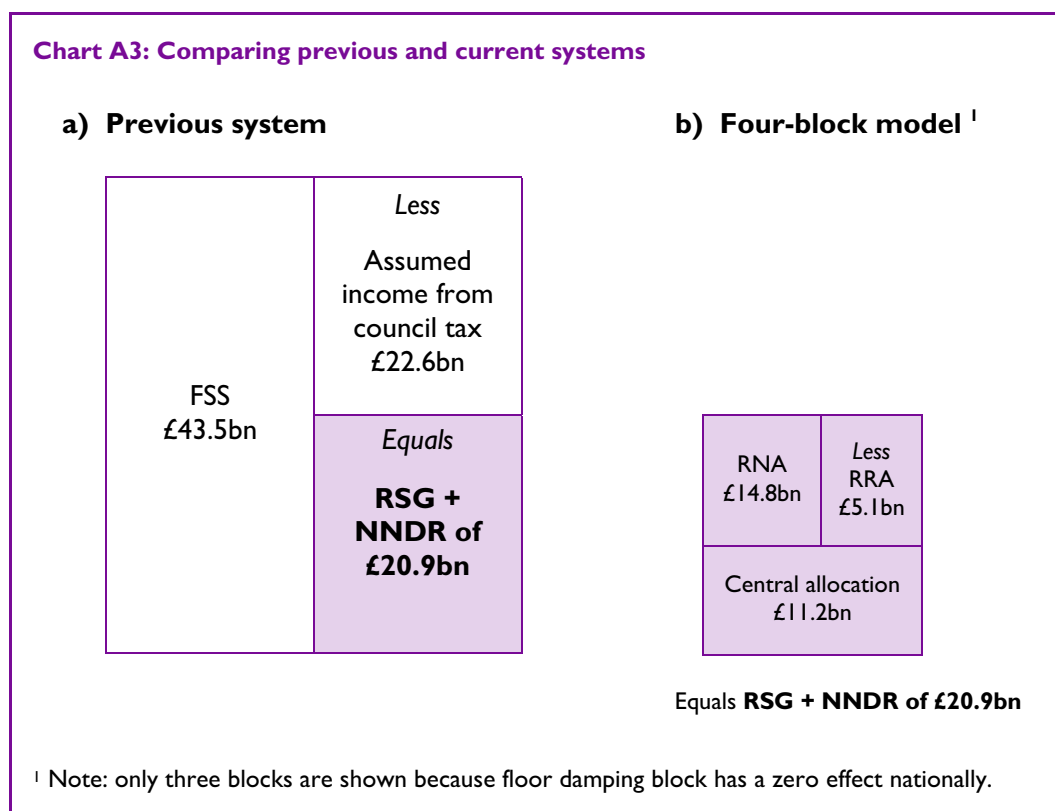 Chart A3: Comparing previous and current systems
a) Previous system
b) Four-block model 1
FSS
£43.5bn
Less
Assumed
income from
council tax
£22.6bn
Equals
RSG +
NNDR of
£20.9bn
RNA
£14.8bn
Less
RRA
£5.1bn
Central allocation
£11.2bn
Equals RSG + NNDR of £20.9bn
1 Note: only three blocks are shown because floor damping block has a zero effect nationally.